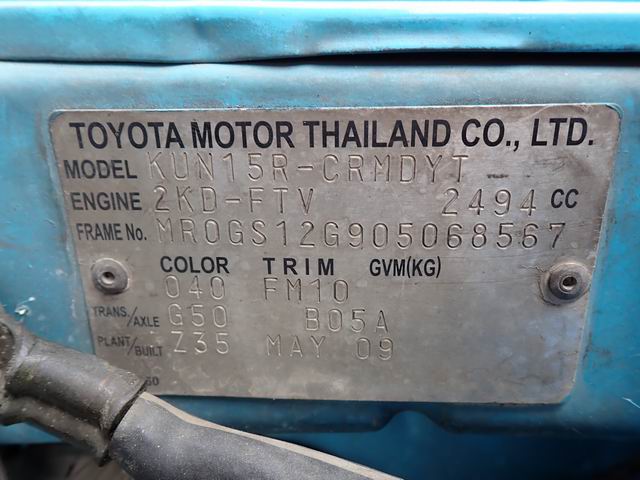 TOYOTA MOTOR THAILAND CO., LTD.
MODEL KUN15R-CRMDYT
ENGINE 2KD-FTV 2494 CC
FRAME No. MR0GS12G905068567
COLOR TRIM GVM(KG)
040 FM10
TRANS./AXLE G50 B05A
PLANT/BUILT Z35 MAY 09